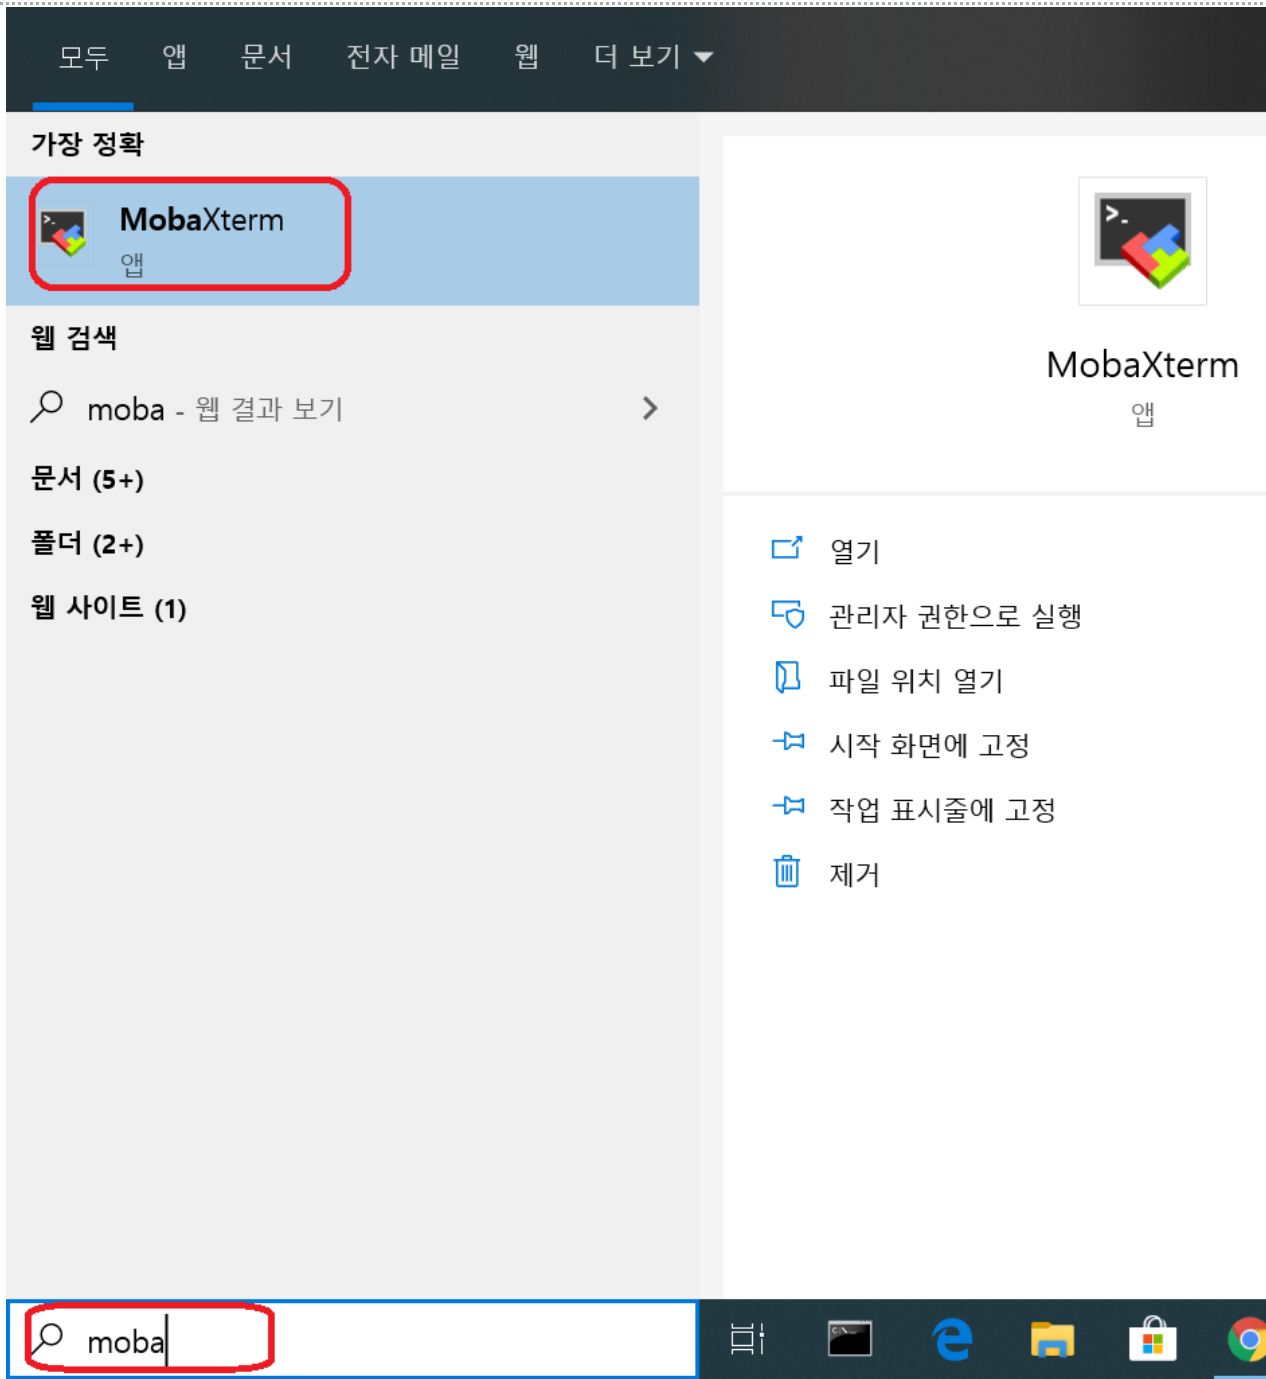 모두 앱 문서 전자 메일 웹 더 보기
가장 정확
MobaXterm
앱
웹 검색
moba - 웹 결과 보기
문서 (5+)
폴더 (2+)
웹 사이트 (1)
MobaXterm
앱
열기
관리자 권한으로 실행
파일 위치 열기
시작 화면에 고정
작업 표시줄에 고정
제거
moba